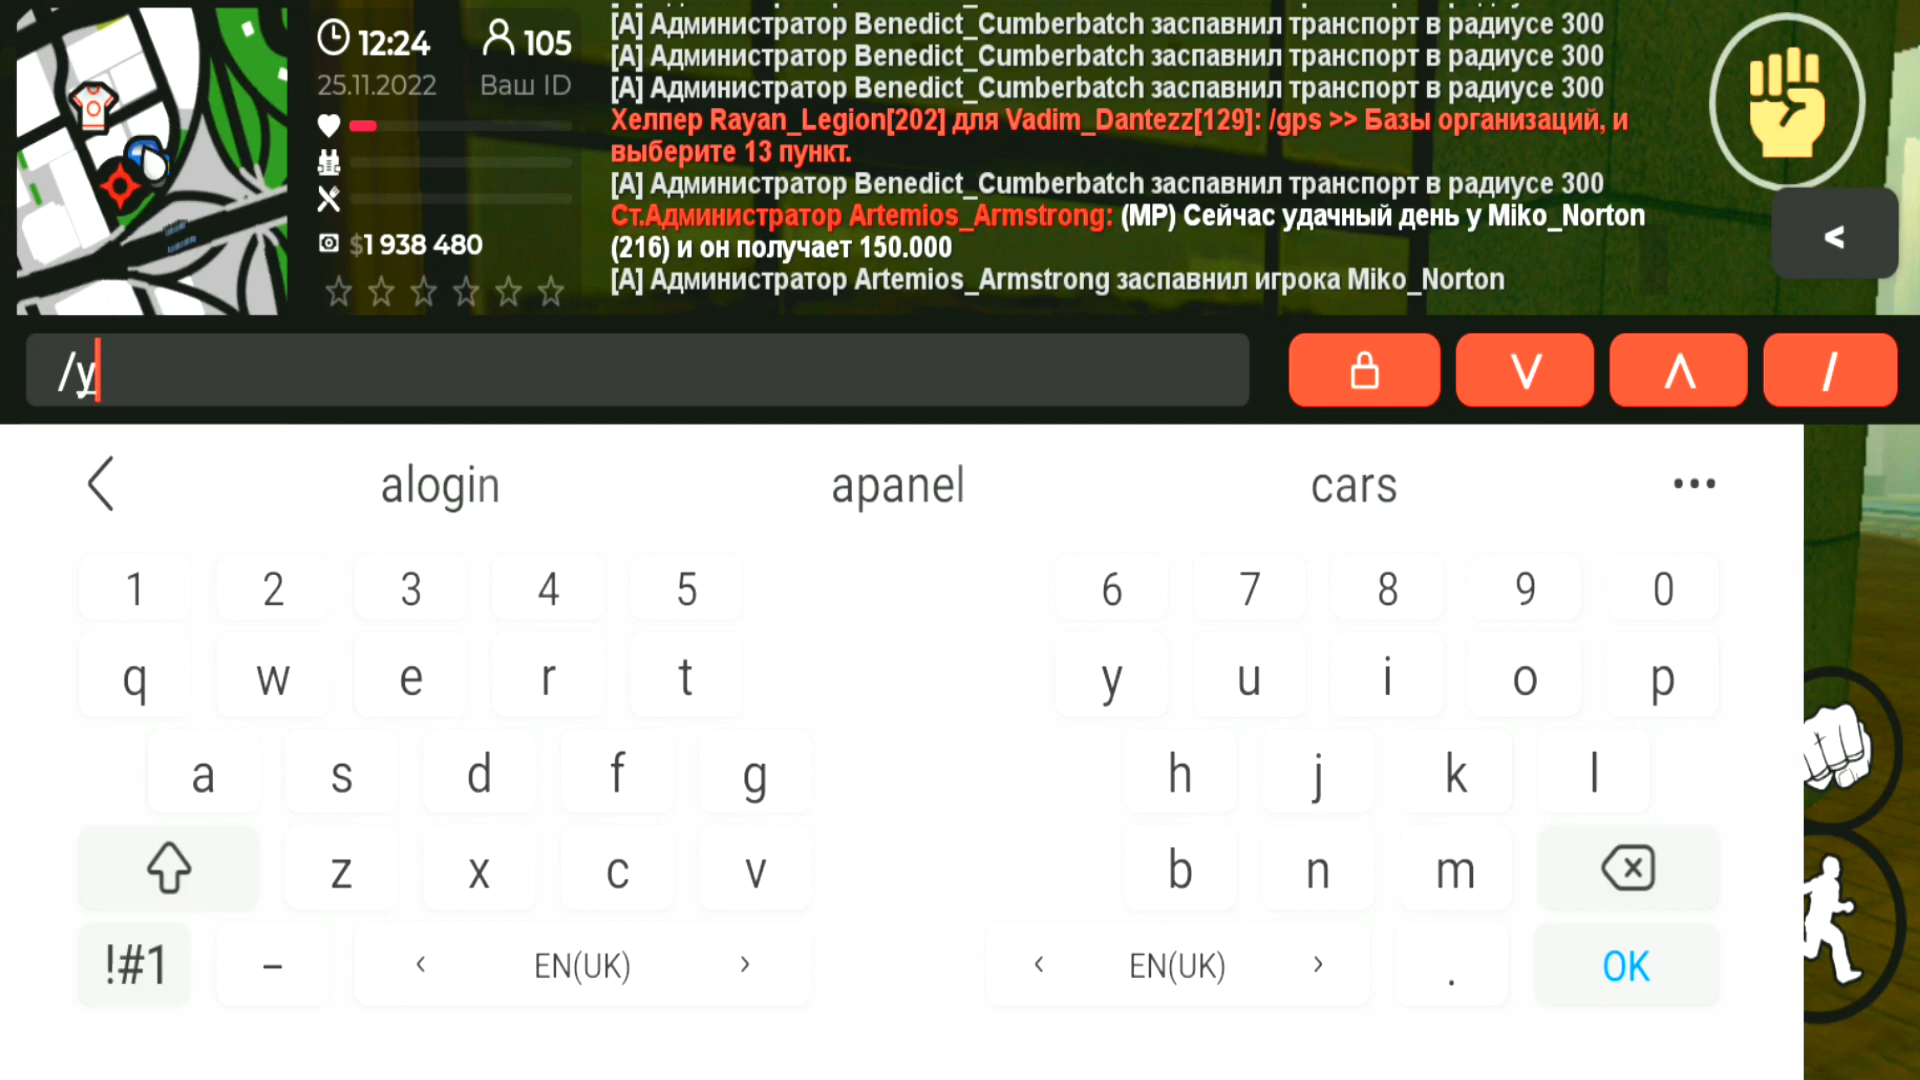 12:24
105
25.11.2022
Ваш ID
$1 938 480
[A] Администратор Benedict_Cumberbatch заспавнил транспорт в радиусе 300
[A] Администратор Benedict_Cumberbatch заспавнил транспорт в радиусе 300
[A] Администратор Benedict_Cumberbatch заспавнил транспорт в радиусе 300
Хелпер Rayan_Legion[202] для Vadim_Dantezz[129]: /gps >> Базы организаций, и
выберите 13 пункт.
[A] Администратор Benedict_Cumberbatch заспавнил транспорт в радиусе 300
Ст.Администратор Artemios_Armstrong: (МР) Сейчас удачный день у Miko_Norton
(216) и он получает 150.000
[A] Администратор Artemios_Armstrong заспавнил игрока Miko_Norton
<
/y
V Λ /
alogin apanel cars ...
1 2 3 4 5 6 7 8 9 0
q w e r t y u i o p
a s d f g h j k l
z x c v b n m
!#1 - < EN(UK) > < EN(UK) > . OK